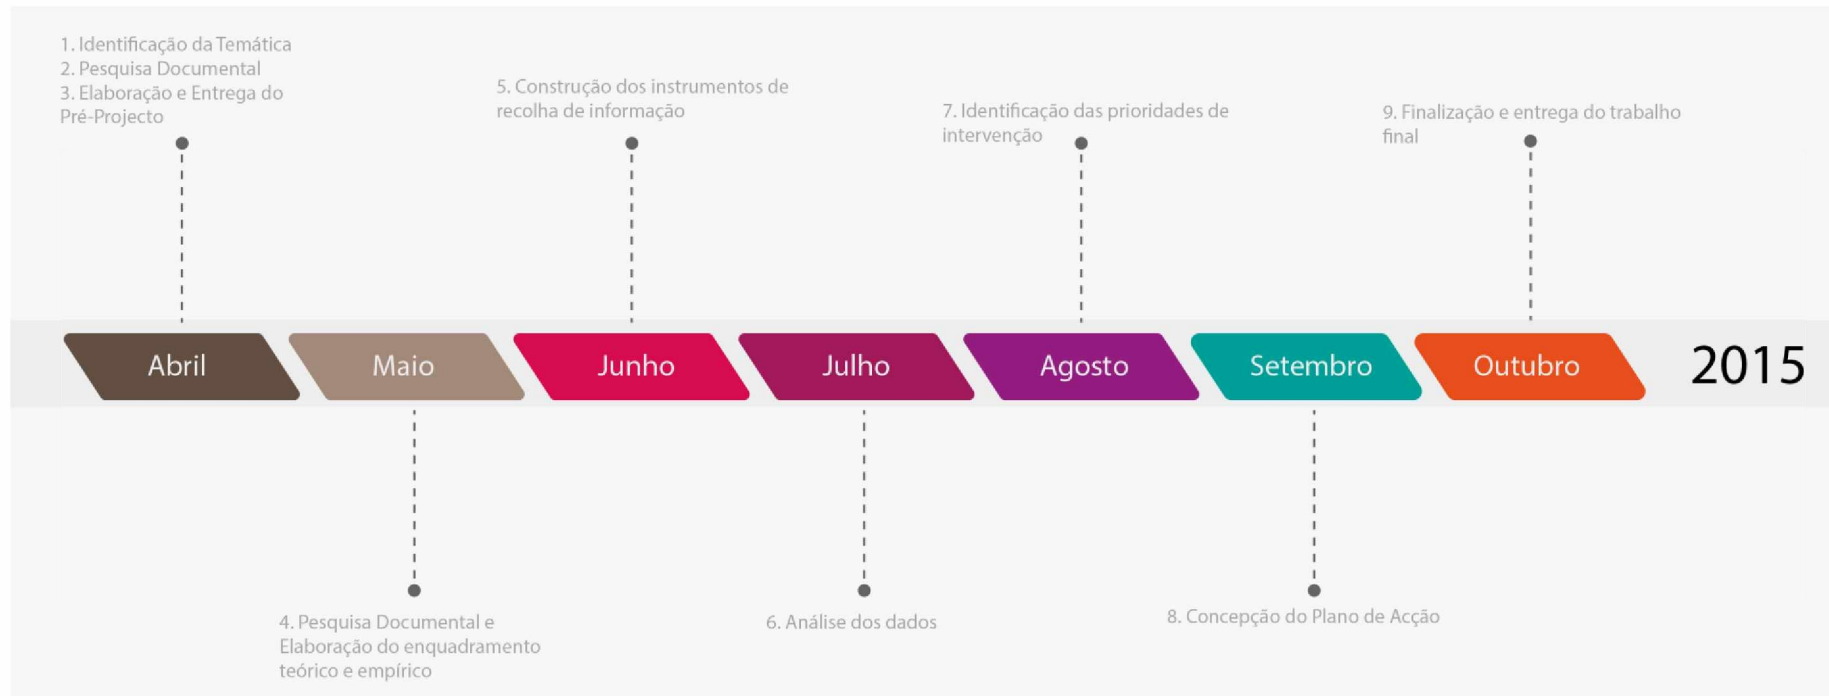 1. Identificação da Temática
2. Pesquisa Documental
3. Elaboração e Entrega do
Pré-Projecto
5. Construção dos instrumentos de
recolha de informação
7. Identificação das prioridades de
intervenção
9. Finalização e entrega do trabalho
final
Abril
Maio
Junho
Julho
Agosto
Setembro
Outubro
2015
4. Pesquisa Documental e
Elaboração do enquadramento
teórico e empírico
6. Análise dos dados
8. Concepção do Plano de Acção